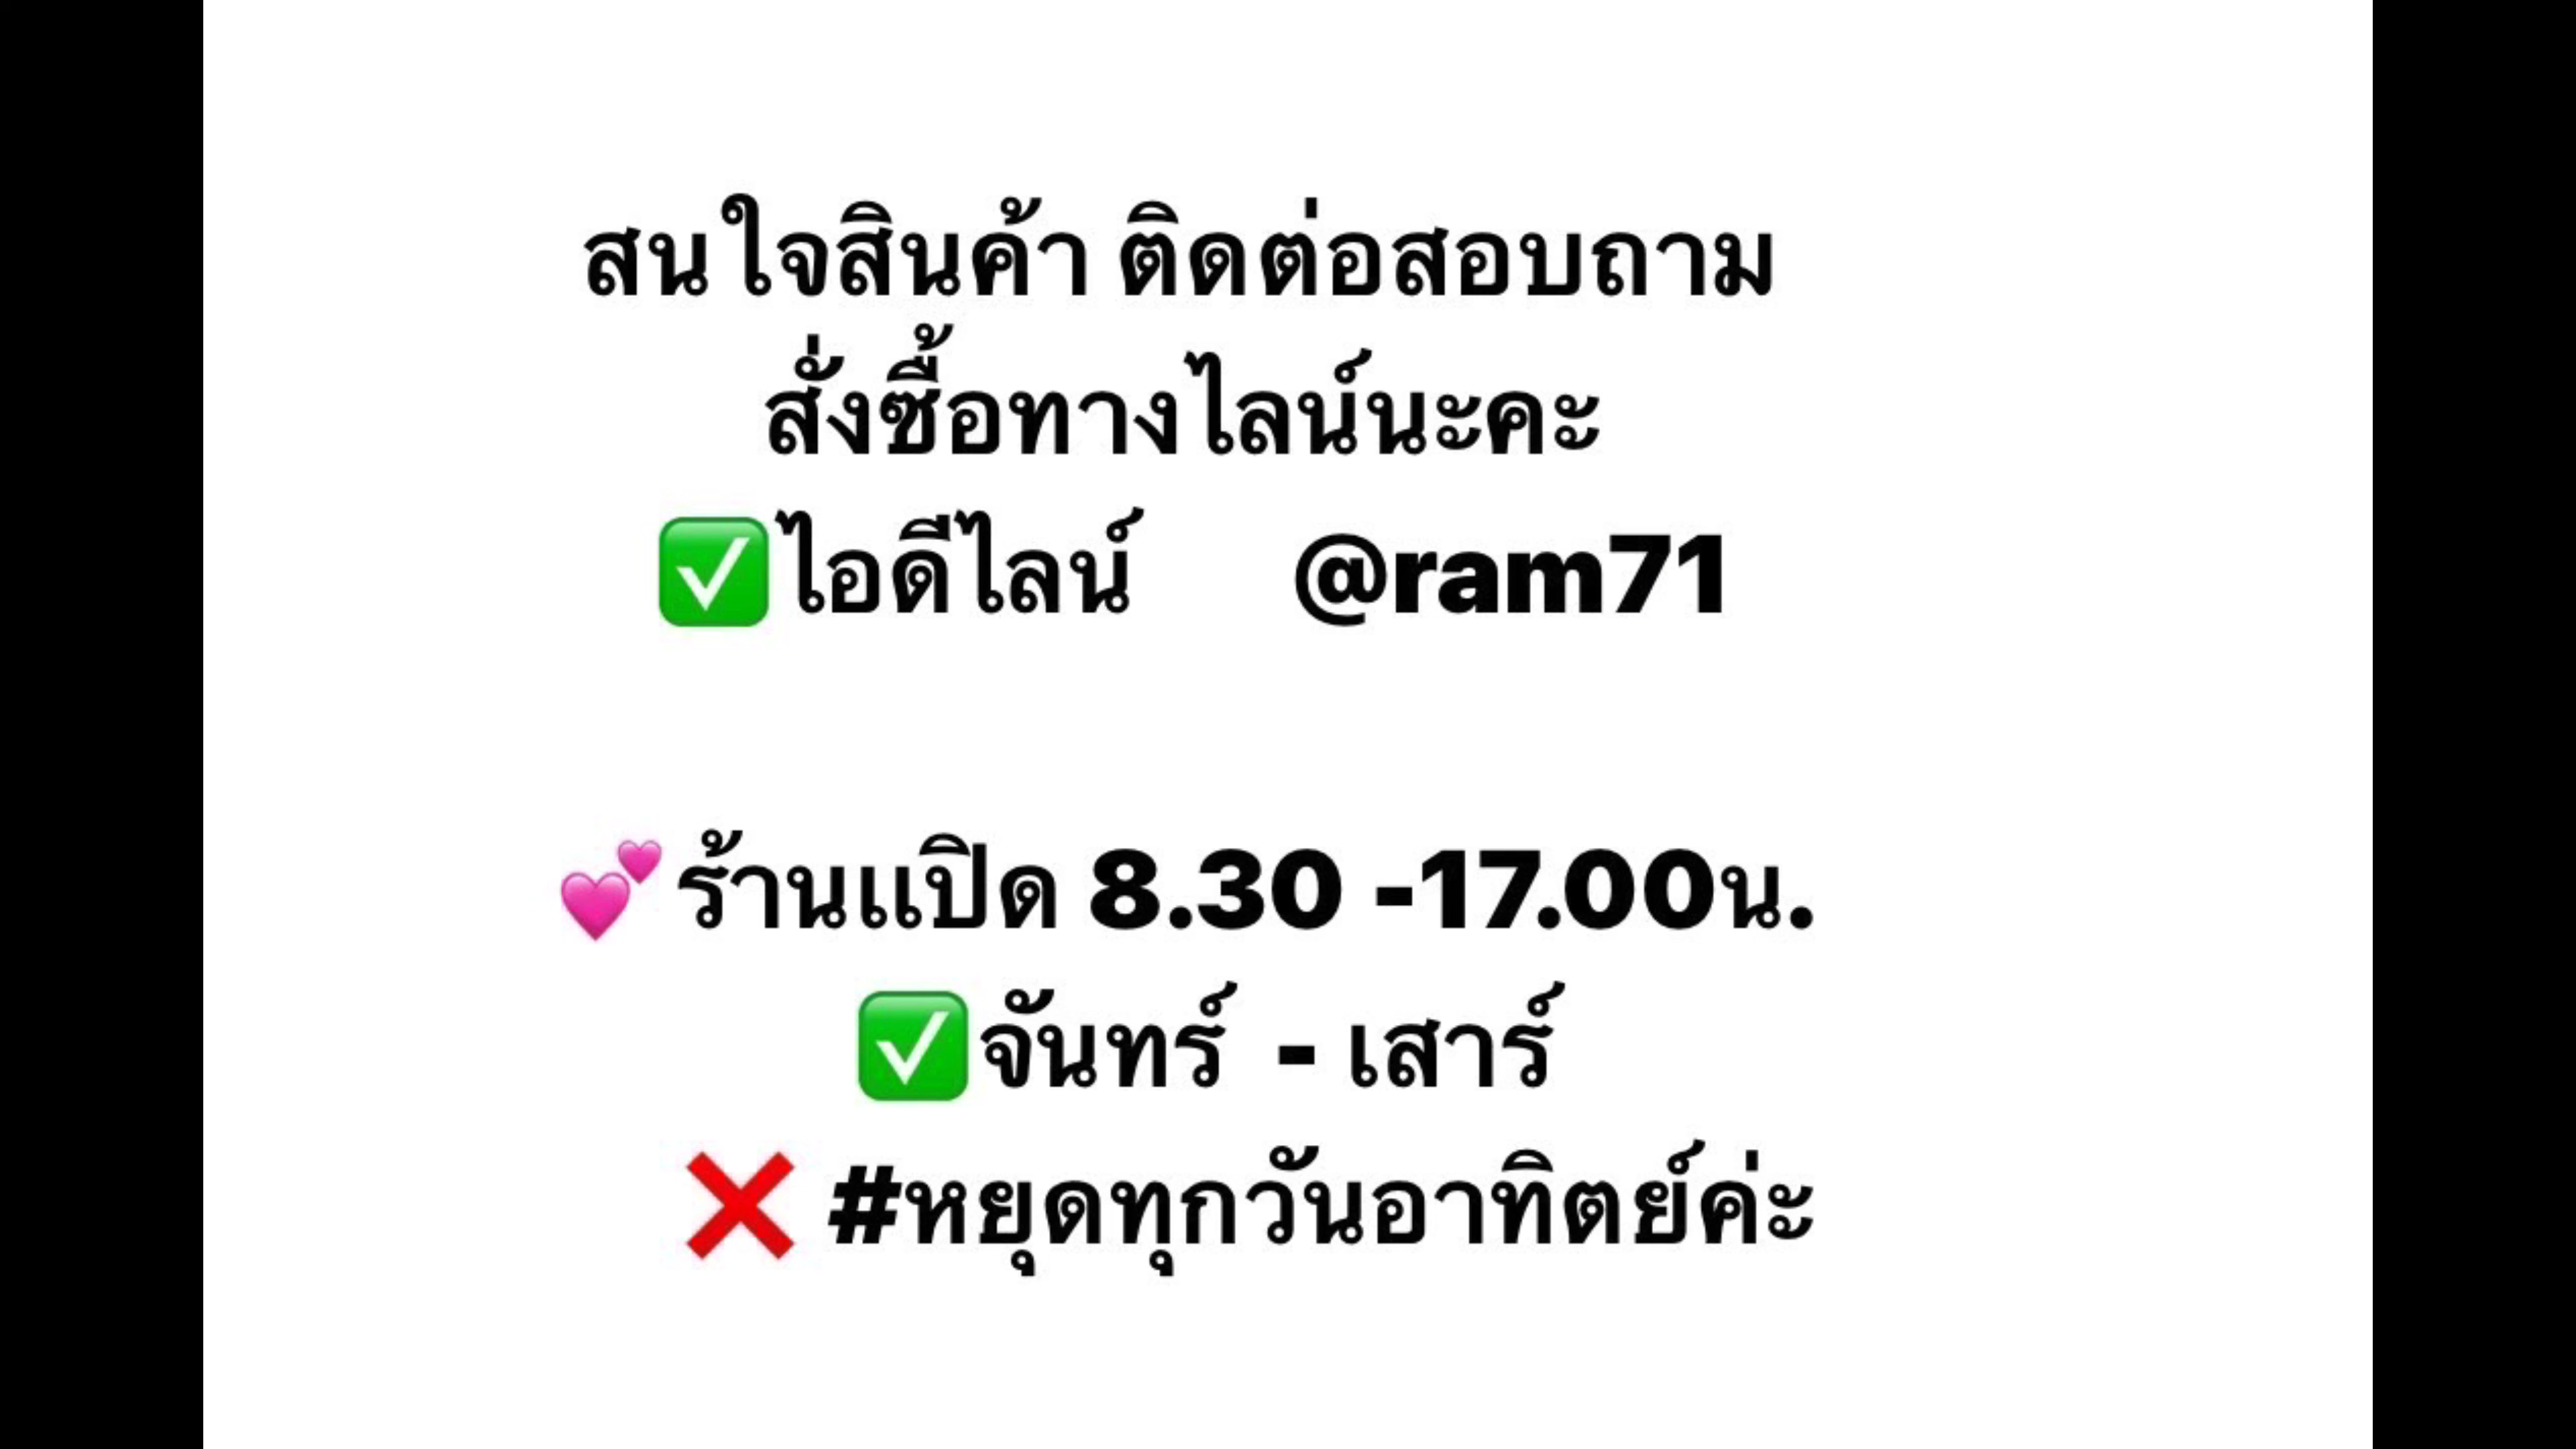 สนใจสินค้า ติดต่อสอบถาม
สั่งซื้อทางไลน์นะคะ
✅ไอดีไลน์ @ram71
💕ร้านเเปิด 8.30 -17.00น.
✅จันทร์ - เสาร์
❌ #หยุดทุกวันอาทิตย์ค่ะ